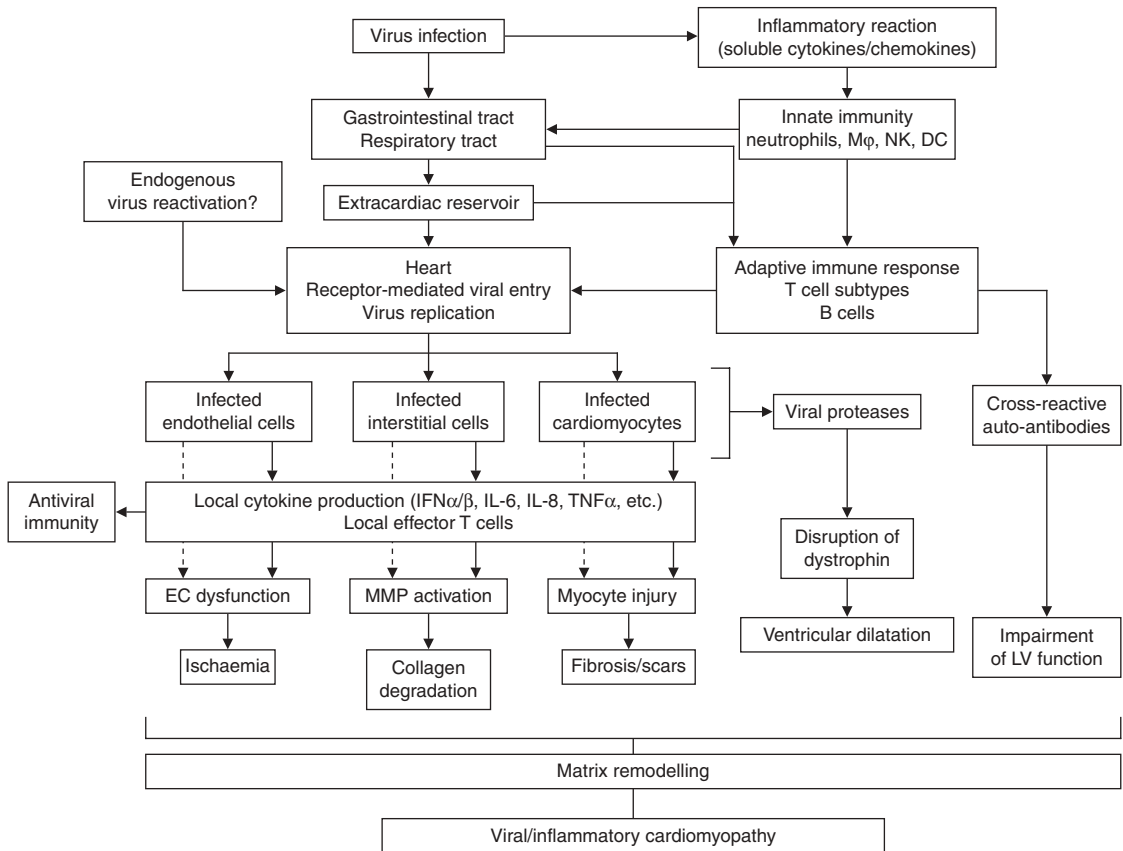 Virus infection
Inflammatory reaction
(soluble cytokines/chemokines)
Gastrointestinal tract
Respiratory tract
Innate immunity
neutrophils, Mφ, NK, DC
Endogenous
virus reactivation?
Extracardiac reservoir
Heart
Receptor-mediated viral entry
Virus replication
Adaptive immune response
T cell subtypes
B cells
Infected
endothelial cells
Infected
interstitial cells
Infected
cardiomyocytes
Viral proteases
Cross-reactive
auto-antibodies
Antiviral
immunity
Local cytokine production (IFNα/β, IL-6, IL-8, TNFα, etc.)
Local effector T cells
Disruption of
dystrophin
EC dysfunction
MMP activation
Myocyte injury
Ventricular dilatation
Impairment
of LV function
Ischaemia
Collagen
degradation
Fibrosis/scars
Matrix remodelling
Viral/inflammatory cardiomyopathy